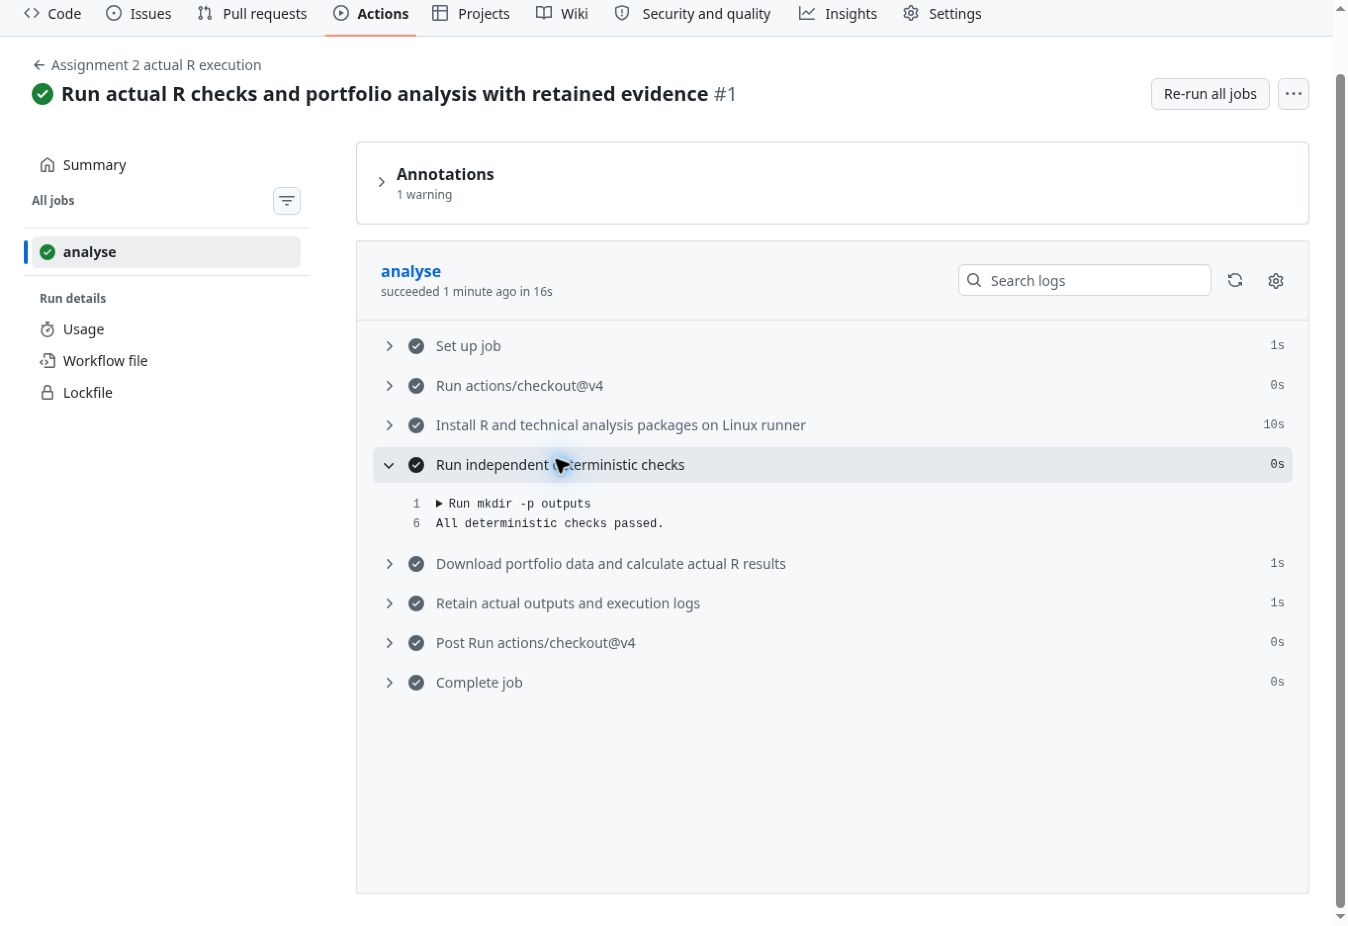 Code Issues Pull requests Actions Projects Wiki Security and quality Insights Settings
Assignment 2 actual R execution
Run actual R checks and portfolio analysis with retained evidence #1
Re-run all jobs
Summary
All jobs
analyse
Run details
Usage
Workflow file
Lockfile
Annotations
1 warning
analyse
succeeded 1 minute ago in 16s
Search logs
Set up job 1s
Run actions/checkout@v4 0s
Install R and technical analysis packages on Linux runner 10s
Run independent deterministic checks 0s
1 Run mkdir -p outputs
6 All deterministic checks passed.
Download portfolio data and calculate actual R results 1s
Retain actual outputs and execution logs 1s
Post Run actions/checkout@v4 0s
Complete job 0s